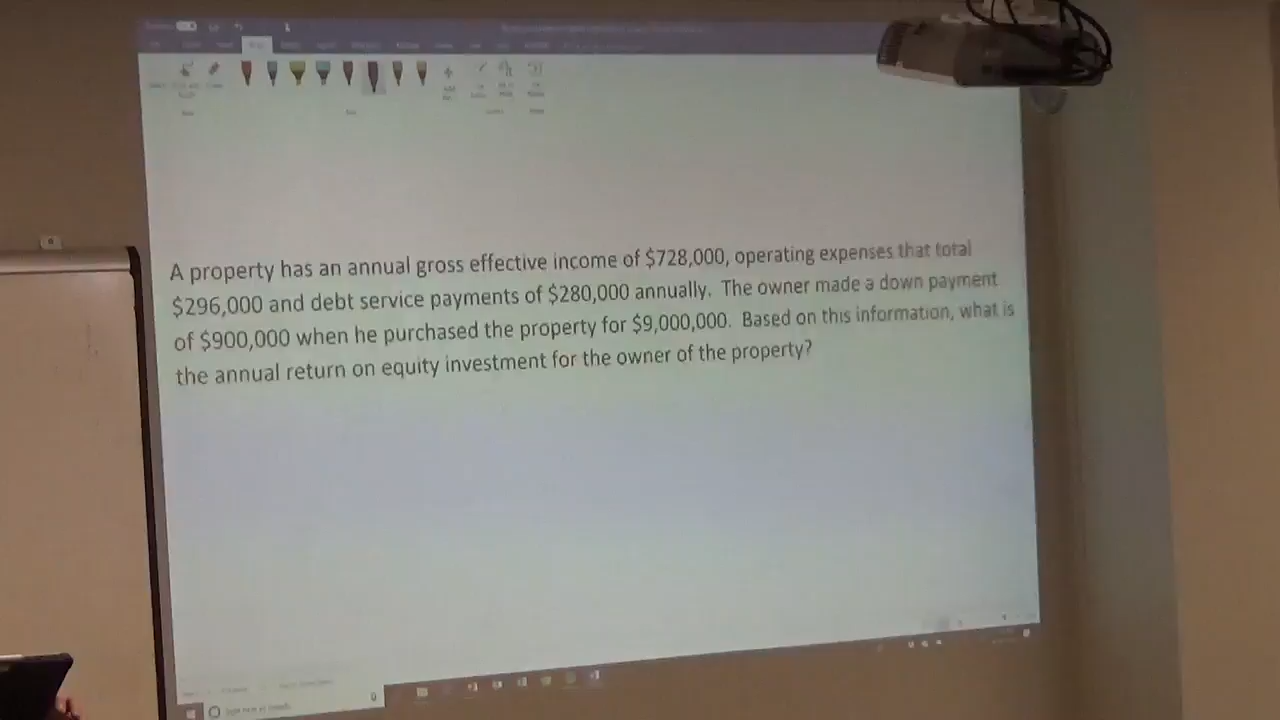 A property has an annual gross effective income of $728,000, operating expenses that total
$296,000 and debt service payments of $280,000 annually.  The owner made a down payment
of $900,000 when he purchased the property for $9,000,000.  Based on this information, what is
the annual return on equity investment for the owner of the property?